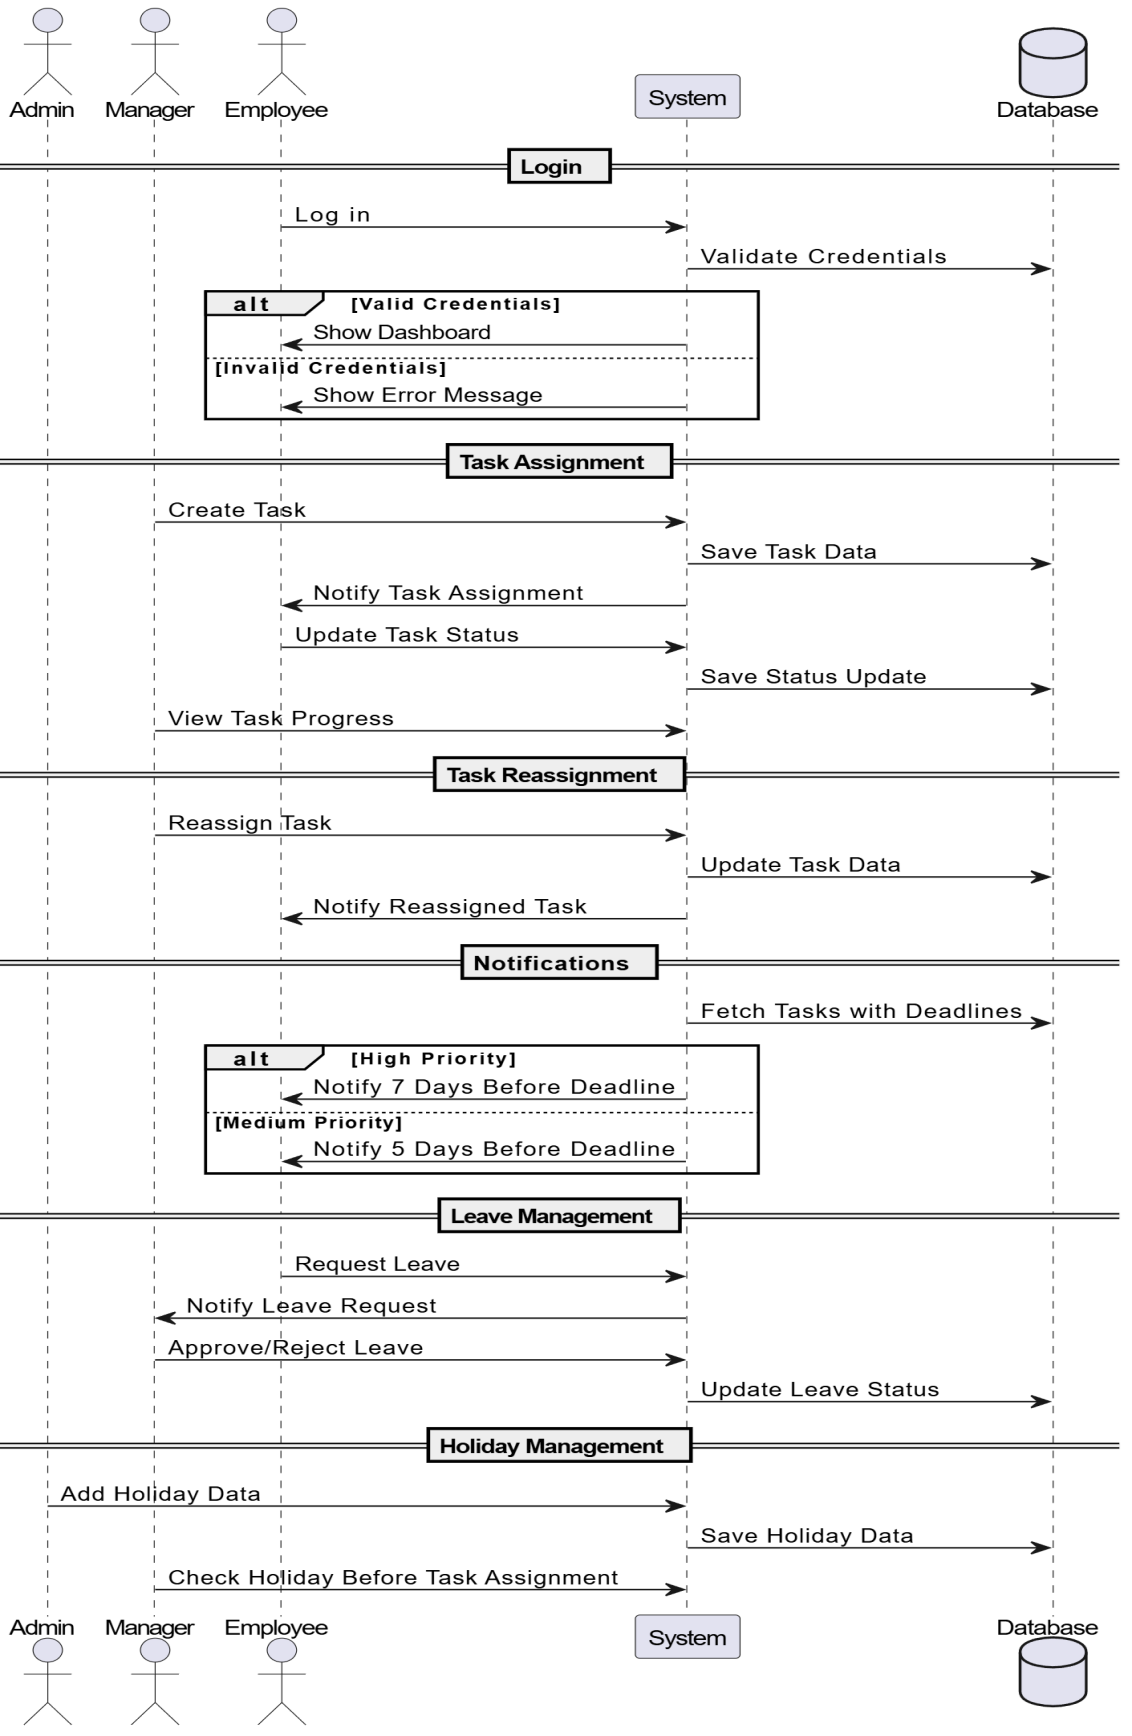 Admin
Manager
Employee
System
Database
Login
Log in
Validate Credentials
alt [Valid Credentials]
Show Dashboard
[Invalid Credentials]
Show Error Message
Task Assignment
Create Task
Save Task Data
Notify Task Assignment
Update Task Status
Save Status Update
View Task Progress
Task Reassignment
Reassign Task
Update Task Data
Notify Reassigned Task
Notifications
Fetch Tasks with Deadlines
alt [High Priority]
Notify 7 Days Before Deadline
[Medium Priority]
Notify 5 Days Before Deadline
Leave Management
Request Leave
Notify Leave Request
Approve/Reject Leave
Update Leave Status
Holiday Management
Add Holiday Data
Save Holiday Data
Check Holiday Before Task Assignment
Admin
Manager
Employee
System
Database